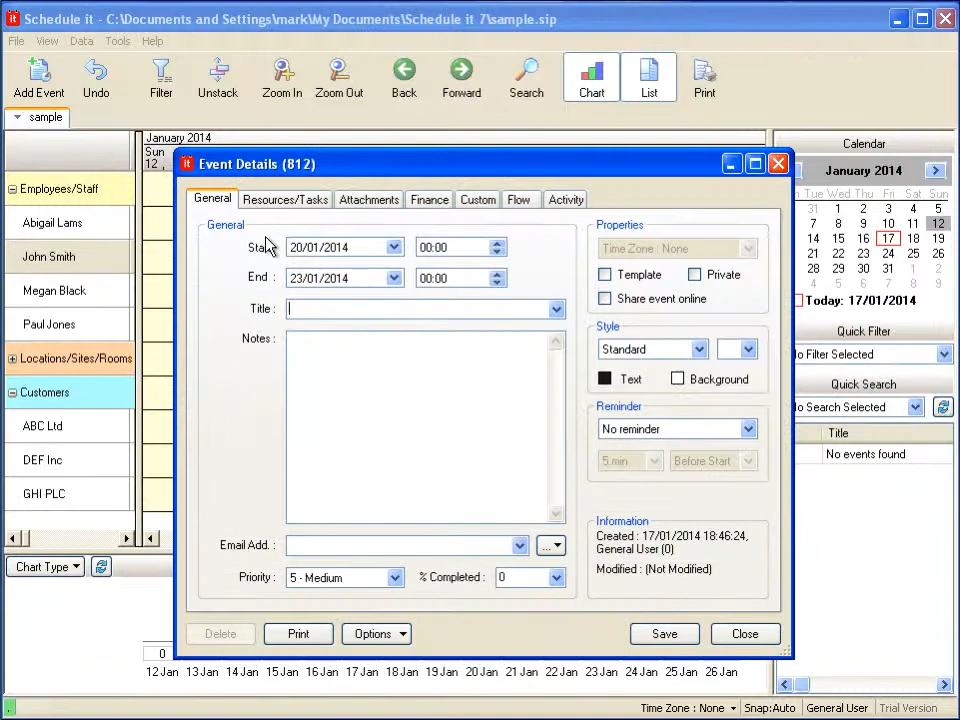 it Schedule it - C:\Documents and Settings\mark\My Documents\Schedule it 7\sample.sip
File View Data Tools Help
Add Event Undo Filter Unstack Zoom In Zoom Out Back Forward Search Chart List Print
sample
January 2014
Sun
12
Employees/Staff
Abigail Lams
John Smith
Megan Black
Paul Jones
Locations/Sites/Rooms
Customers
ABC Ltd
DEF Inc
GHI PLC
Chart Type
0
12 Jan 13 Jan 14 Jan 15 Jan 16 Jan 17 Jan 18 Jan 19 Jan 20 Jan 21 Jan 22 Jan 23 Jan 24 Jan 25 Jan 26 Jan
it Event Details (812)
General Resources/Tasks Attachments Finance Custom Flow Activity
General
20/01/2014 00:00
End : 23/01/2014 00:00
Title :
Notes :
Email Add. : ...
Priority : 5 - Medium % Completed : 0
Properties
Time Zone : None
Template Private
Share event online
Style
Standard
Text Background
Reminder
No reminder
5 min Before Start
Information
Created : 17/01/2014 18:46:24,
General User (0)
Modified : (Not Modified)
Delete Print Options Save Close
Calendar
January 2014
Tue Wed Thu Fri Sat Sun
31 1 2 3 4 5
7 8 9 10 11 12
14 15 16 17 18 19
21 22 23 24 25 26
28 29 30 31 1 2
4 5 6 7 8 9
Today: 17/01/2014
Quick Filter
Filter Selected
Quick Search
Search Selected
Title
No events found
Time Zone : None Snap:Auto General User Trial Version